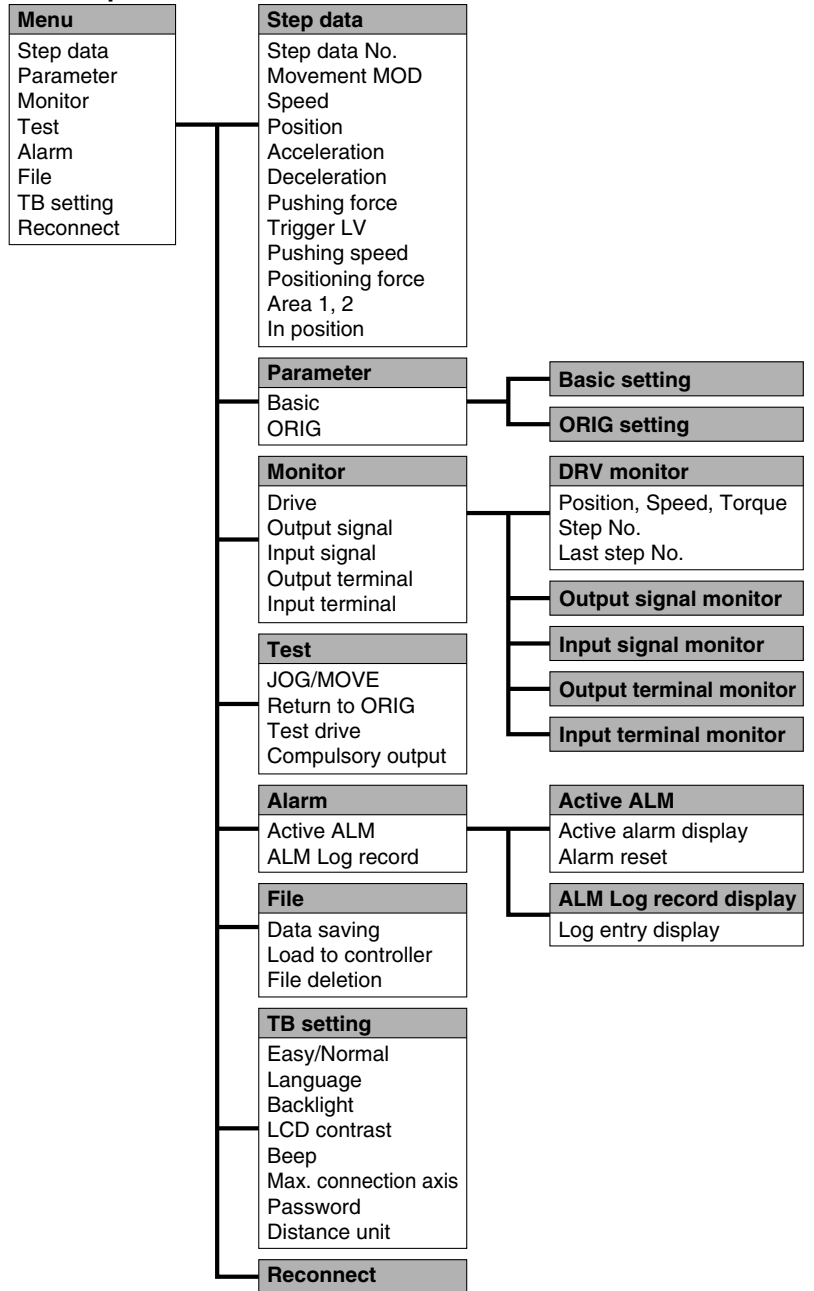 Menu
Step data
Parameter
Monitor
Test
Alarm
File
TB setting
Reconnect
Step data
Step data No.
Movement MOD
Speed
Position
Acceleration
Deceleration
Pushing force
Trigger LV
Pushing speed
Positioning force
Area 1, 2
In position
Parameter
Basic
ORIG
Basic setting
ORIG setting
Monitor
Drive
Output signal
Input signal
Output terminal
Input terminal
DRV monitor
Position, Speed, Torque
Step No.
Last step No.
Output signal monitor
Input signal monitor
Output terminal monitor
Input terminal monitor
Test
JOG/MOVE
Return to ORIG
Test drive
Compulsory output
Alarm
Active ALM
ALM Log record
Active ALM
Active alarm display
Alarm reset
ALM Log record display
Log entry display
File
Data saving
Load to controller
File deletion
TB setting
Easy/Normal
Language
Backlight
LCD contrast
Beep
Max. connection axis
Password
Distance unit
Reconnect